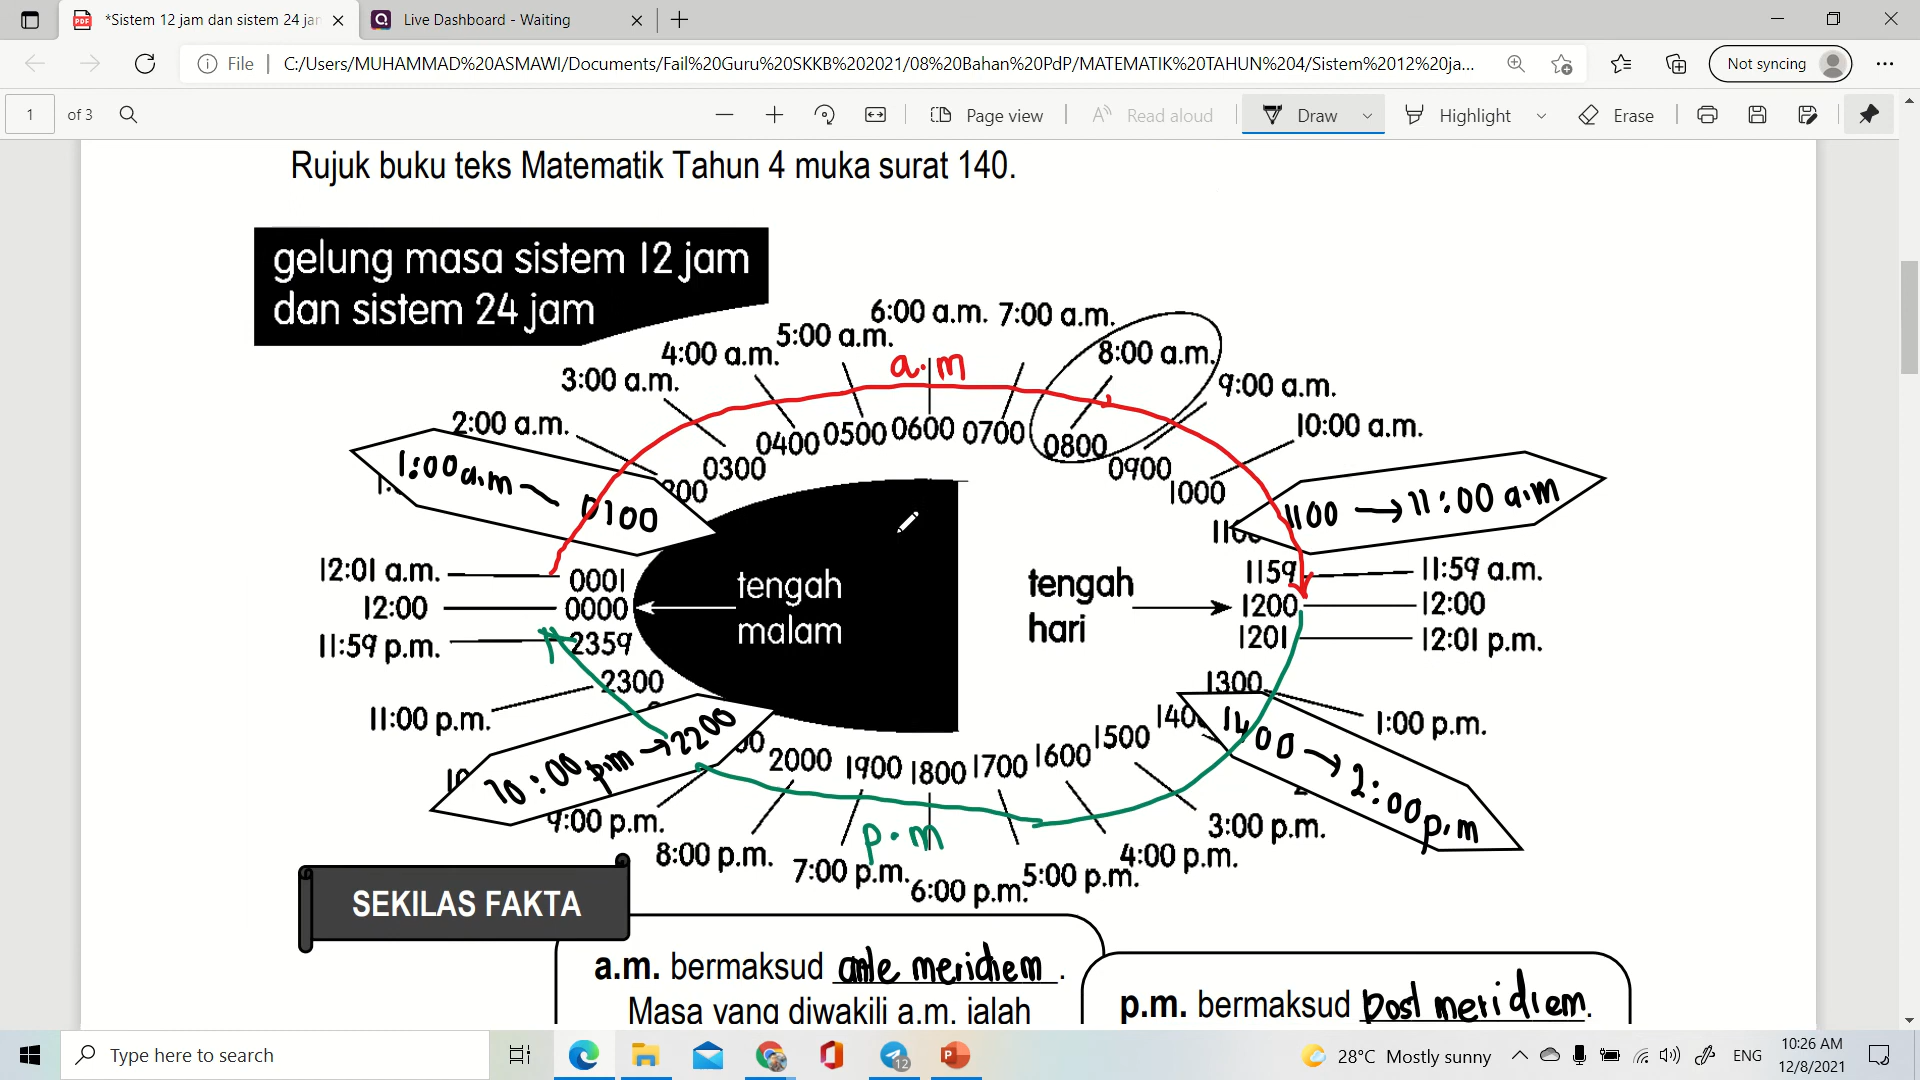 *Sistem 12 jam dan sistem 24 jar
Live Dashboard - Waiting
File
C:/Users/MUHAMMAD%20ASMAWI/Documents/Fail%20Guru%20SKKB%202021/08%20Bahan%20PdP/MATEMATIK%20TAHUN%204/Sistem%2012%20ja...
Not syncing
1 of 3
Page view
Read aloud
Draw
Highlight
Erase
Rujuk buku teks Matematik Tahun 4 muka surat 140.
gelung masa sistem 12 jam
dan sistem 24 jam
6:00 a.m. 7:00 a.m.
5:00 a.m.
4:00 a.m.
8:00 a.m.
3:00 a.m.
a.m
9:00 a.m.
2:00 a.m.
10:00 a.m.
0400 0500 0600 0700
0800
0300
0900
1000
1:00 a.m 0100
1100 → 11:00 a.m
12:01 a.m. 0001
12:00 0000
11:59 p.m. 2359
tengah
malam
tengah
hari
1159 11:59 a.m.
1200 12:00
1201 12:01 p.m.
2300
11:00 p.m.
1300
1:00 p.m.
10:00 p.m → 2200
1400 → 2:00 p.m
2000 1900 1800 1700 1600 1500
p.m
9:00 p.m.
8:00 p.m.
7:00 p.m.
6:00 p.m.
5:00 p.m.
4:00 p.m.
3:00 p.m.
SEKILAS FAKTA
a.m. bermaksud ante meridiem.
Masa yang diwakili a.m. ialah
p.m. bermaksud post meridiem.
Type here to search
12
28°C Mostly sunny
ENG
10:26 AM
12/8/2021